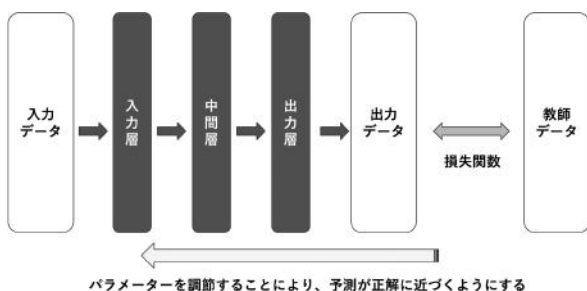 入力
データ
入力層
中間層
出力層
出力
データ
損失関数
教師
データ
パラメーターを調節することにより、予測が正解に近づくようにする